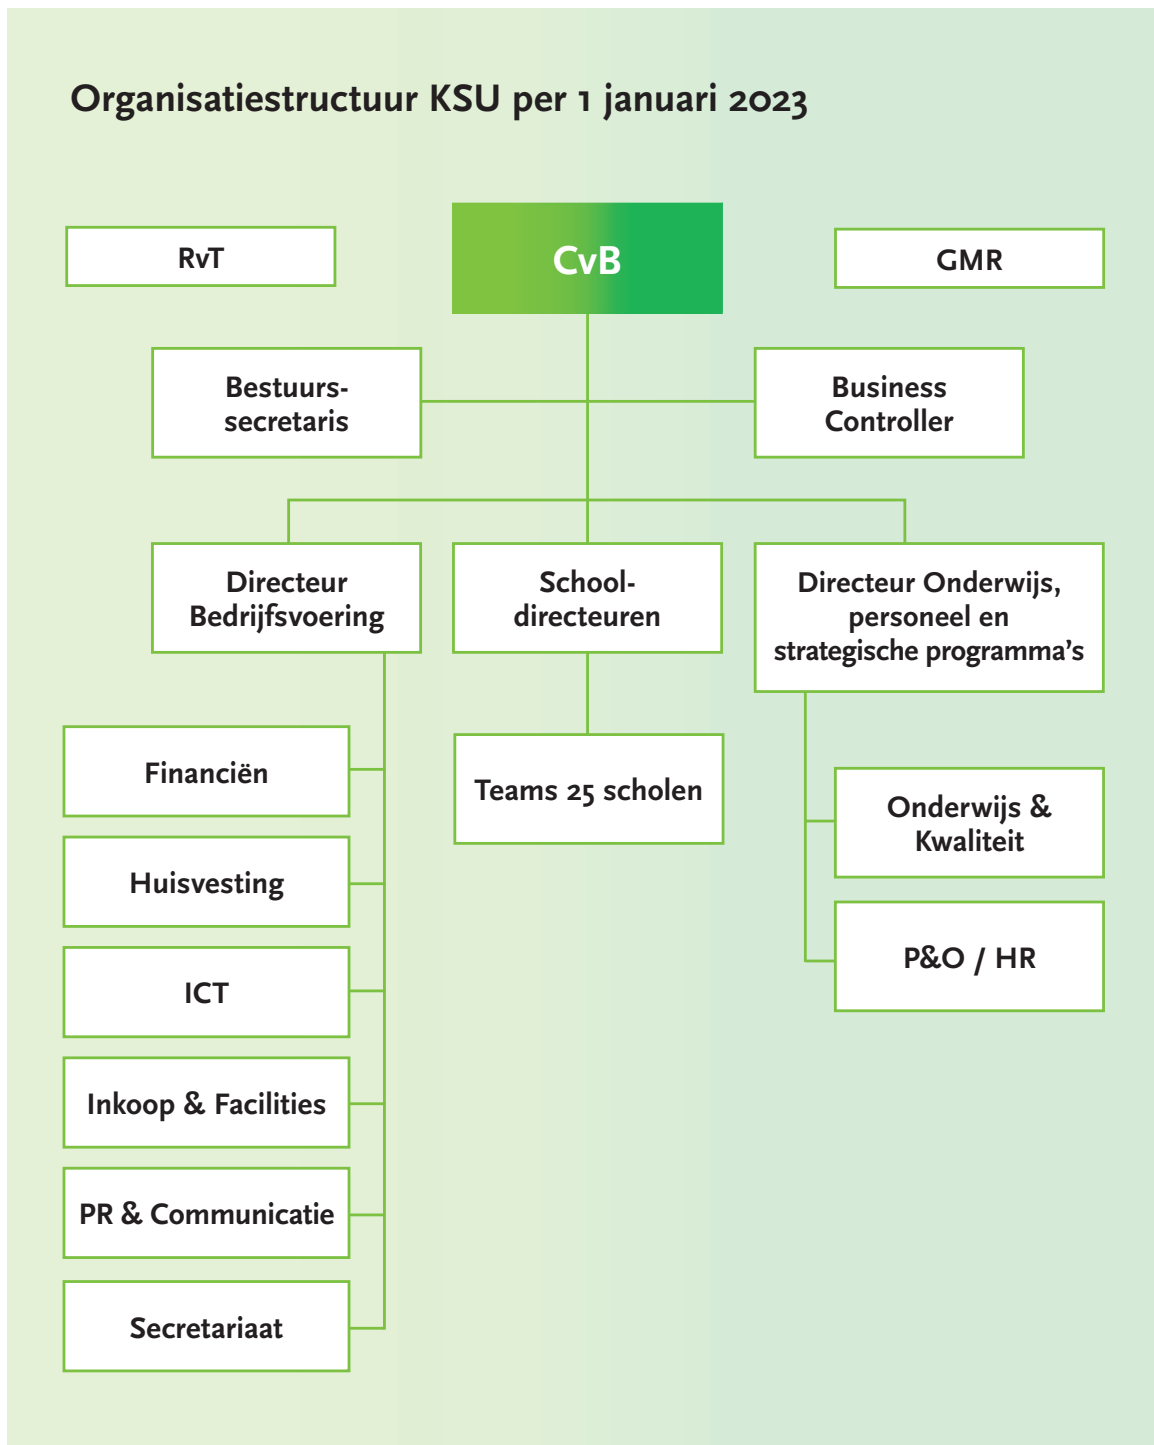 Organisatiestructuur KSU per 1 januari 2023
RvT
CvB
GMR
Bestuurs-
secretaris
Business
Controller
Directeur
Bedrijfsvoering
School-
directeuren
Directeur Onderwijs,
personeel en
strategische programma’s
Financiën
Huisvesting
ICT
Inkoop & Facilities
PR & Communicatie
Secretariaat
Teams 25 scholen
Onderwijs &
Kwaliteit
P&O / HR